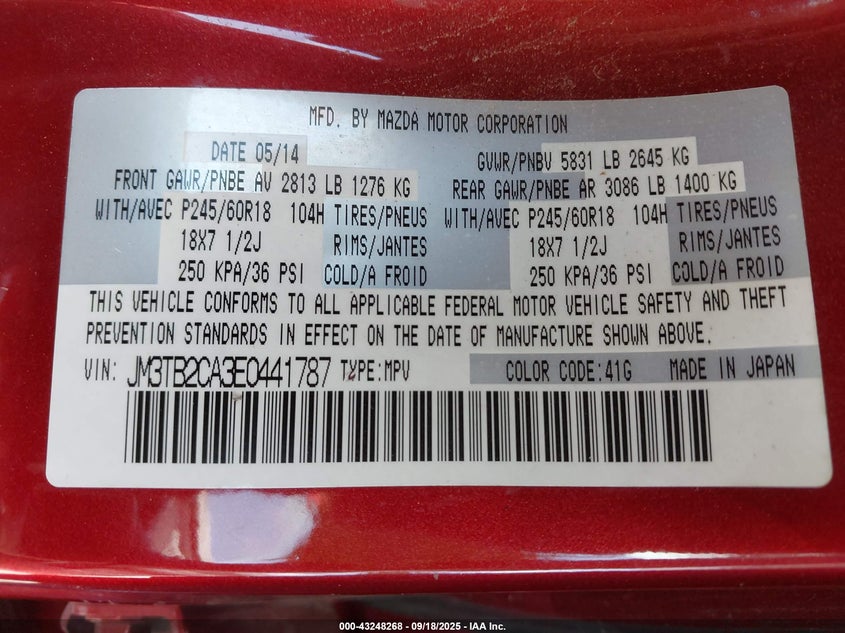 MFD. BY MAZDA MOTOR CORPORATION
DATE 05/14 GVWR/PNBV 5831 LB 2645 KG
FRONT GAWR/PNBE AV 2813 LB 1276 KG REAR GAWR/PNBE AR 3086 LB 1400 KG
WITH/AVEC P245/60R18 104H TIRES/PNEUS WITH/AVEC P245/60R18 104H TIRES/PNEUS
18X7 1/2J RIMS/JANTES 18X7 1/2J RIMS/JANTES
250 KPA/36 PSI COLD/A FROID 250 KPA/36 PSI COLD/A FROID
THIS VEHICLE CONFORMS TO ALL APPLICABLE FEDERAL MOTOR VEHICLE SAFETY AND THEFT
PREVENTION STANDARDS IN EFFECT ON THE DATE OF MANUFACTURE SHOWN ABOVE.
VIN: JM3TB2CA3E0441787 TYPE:MPV COLOR CODE:41G MADE IN JAPAN
000-43248268 - 09/18/2025 - IAA Inc.